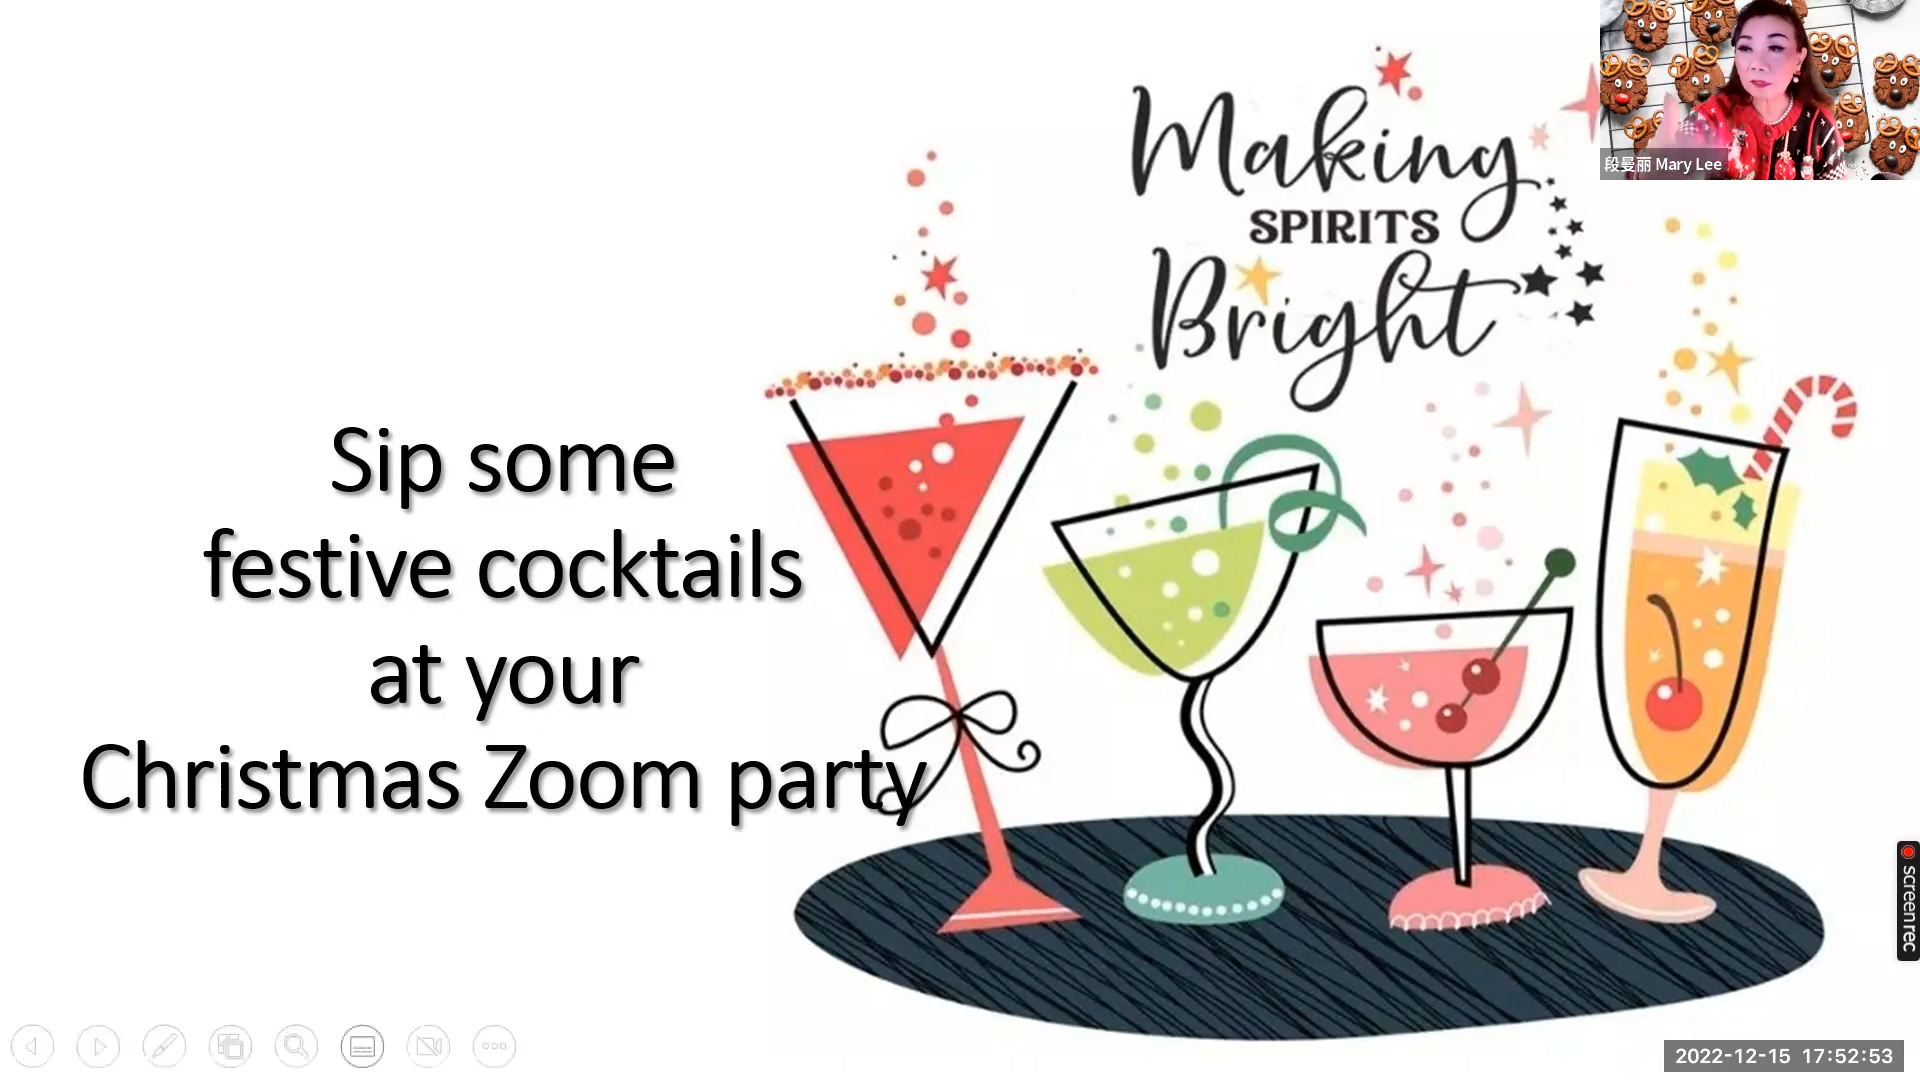 Making
SPIRITS
Bright
段曼丽 Mary Lee
Sip some
festive cocktails
at your
Christmas Zoom party
screenrec
2022-12-15 17:52:53